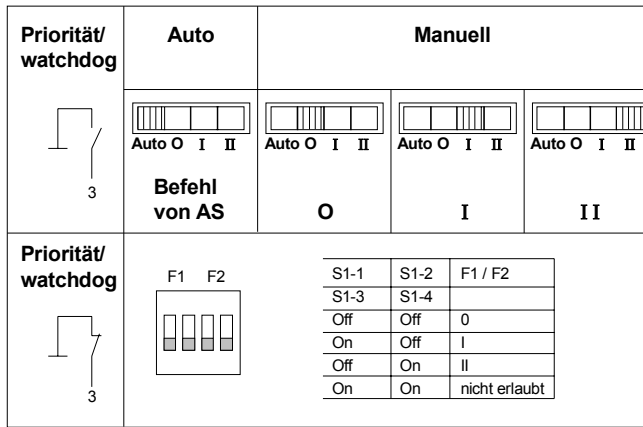 Priorität/
watchdog
Auto
Manuell
3
Auto O I II
Auto O I II
Auto O I II
Auto O I II
Befehl
von AS
O
I
II
Priorität/
watchdog
3
F1 F2
S1-1 S1-2 F1 / F2
S1-3 S1-4
Off Off 0
On Off I
Off On II
On On nicht erlaubt